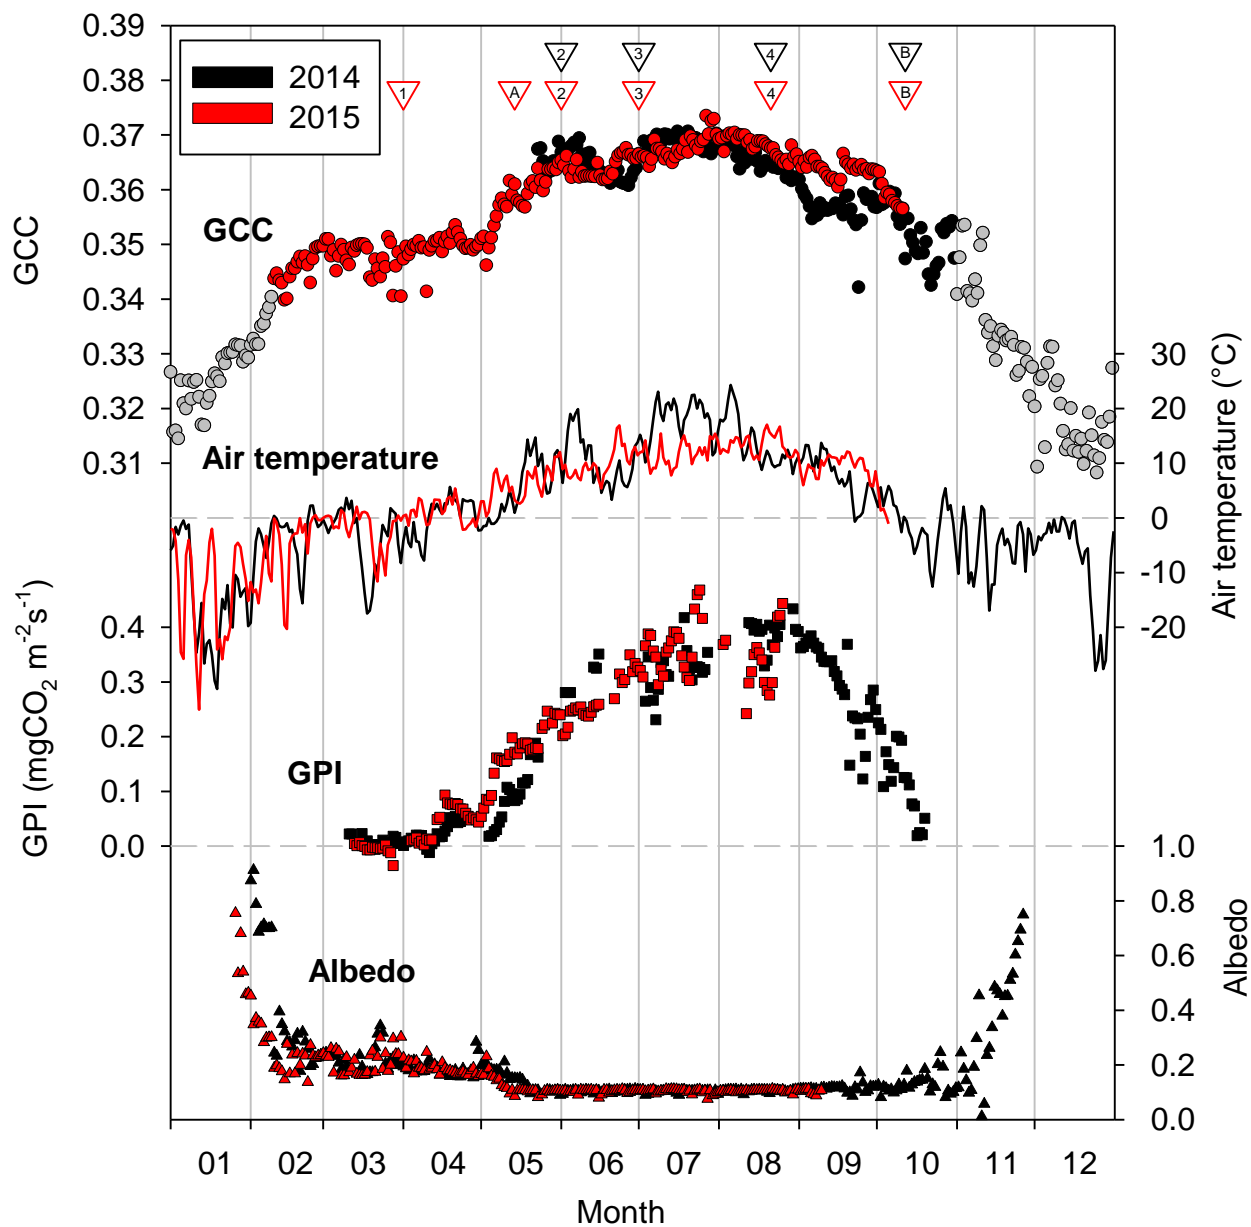 0.39
0.38
0.37
0.36
0.35
0.34
0.33
0.32
0.31
GCC
2014
2015
2 3 4 B
1 A 2 3 4 B
GCC
30
20
10
0
-10
-20
Air temperature (°C)
Air temperature
0.4
0.3
0.2
0.1
0.0
GPI (mgCO2 m-2s-1)
GPI
1.0
0.8
0.6
0.4
0.2
0.0
Albedo
Albedo
01 02 03 04 05 06 07 08 09 10 11 12
Month